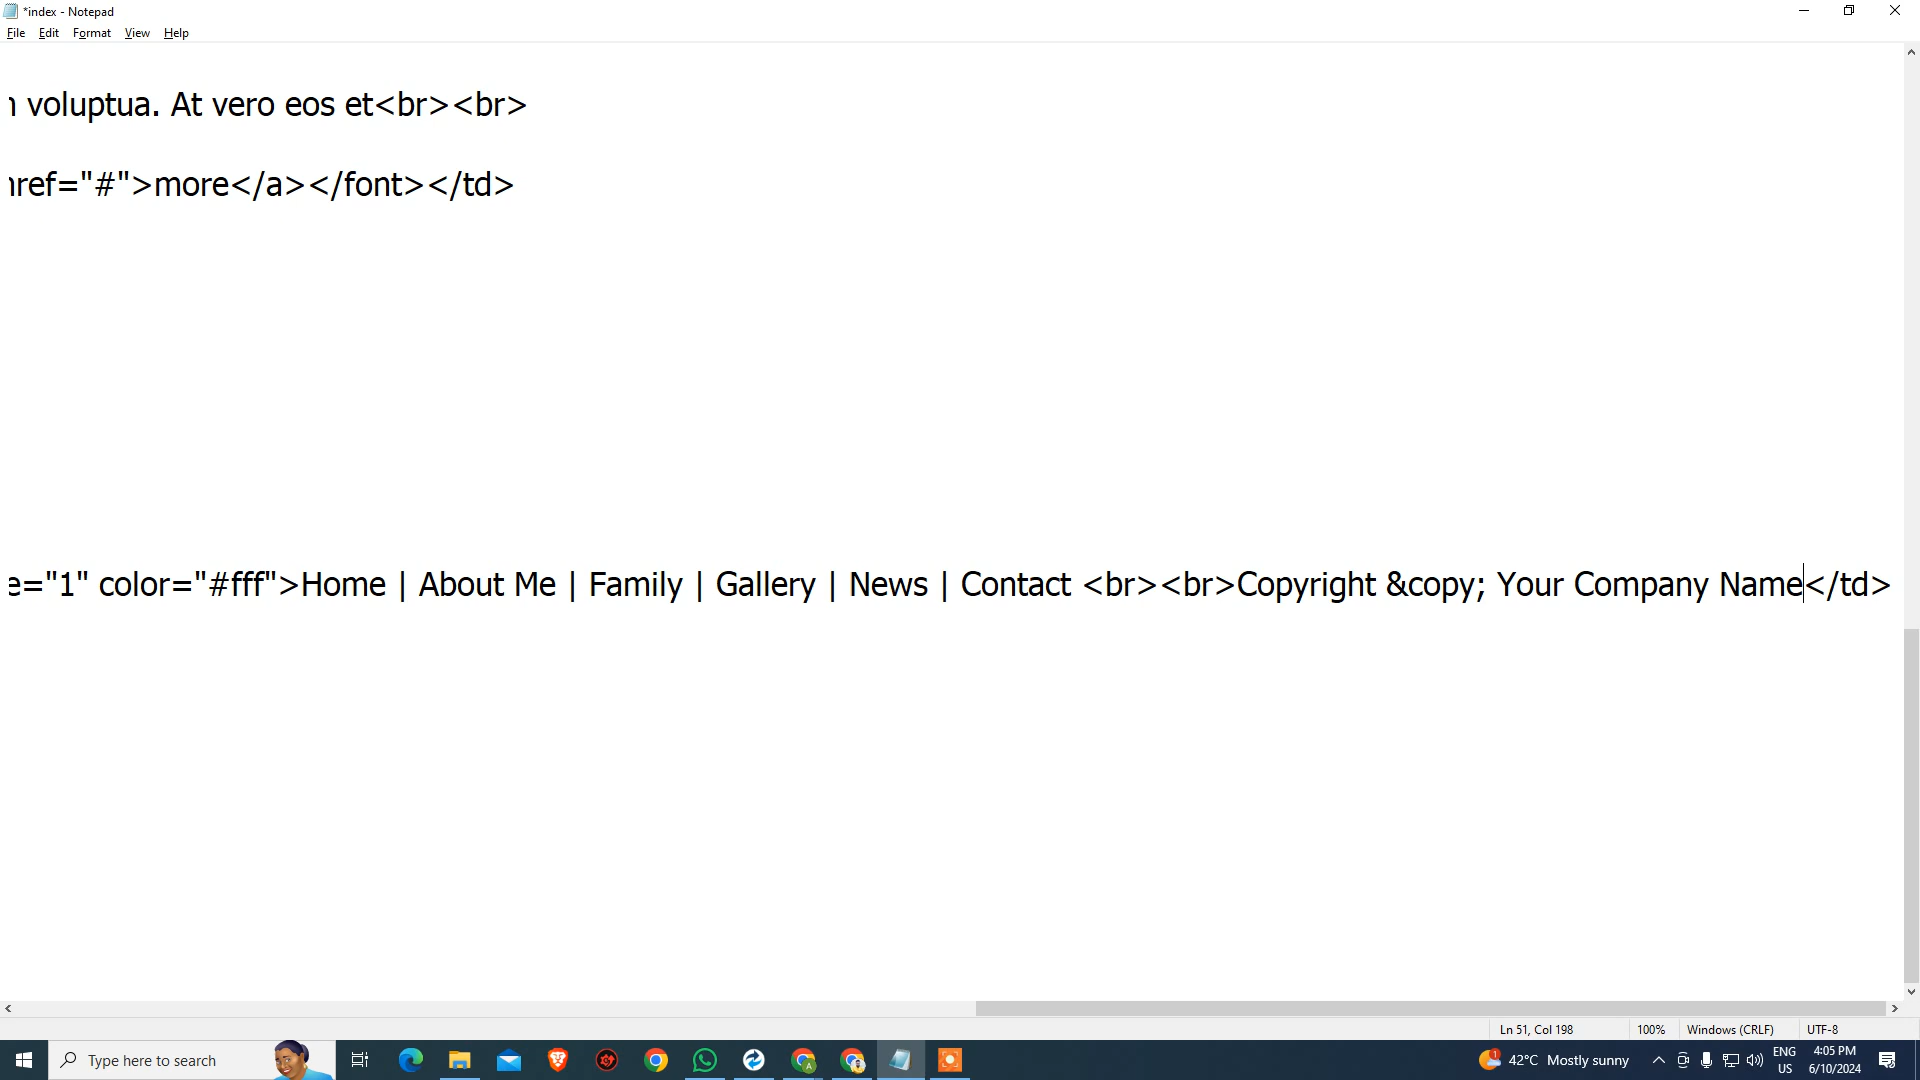 *index - Notepad
File Edit Format View Help
voluptua. At vero eos et<br><br>
href="#">more</a></font></td>
e="1" color="#fff">Home | About Me | Family | Gallery | News | Contact <br><br>Copyright &copy; Your Company Name</td>
Ln 51, Col 198 100% Windows (CRLF) UTF-8
Type here to search
1 42°C Mostly sunny
ENG US
4:05 PM
6/10/2024